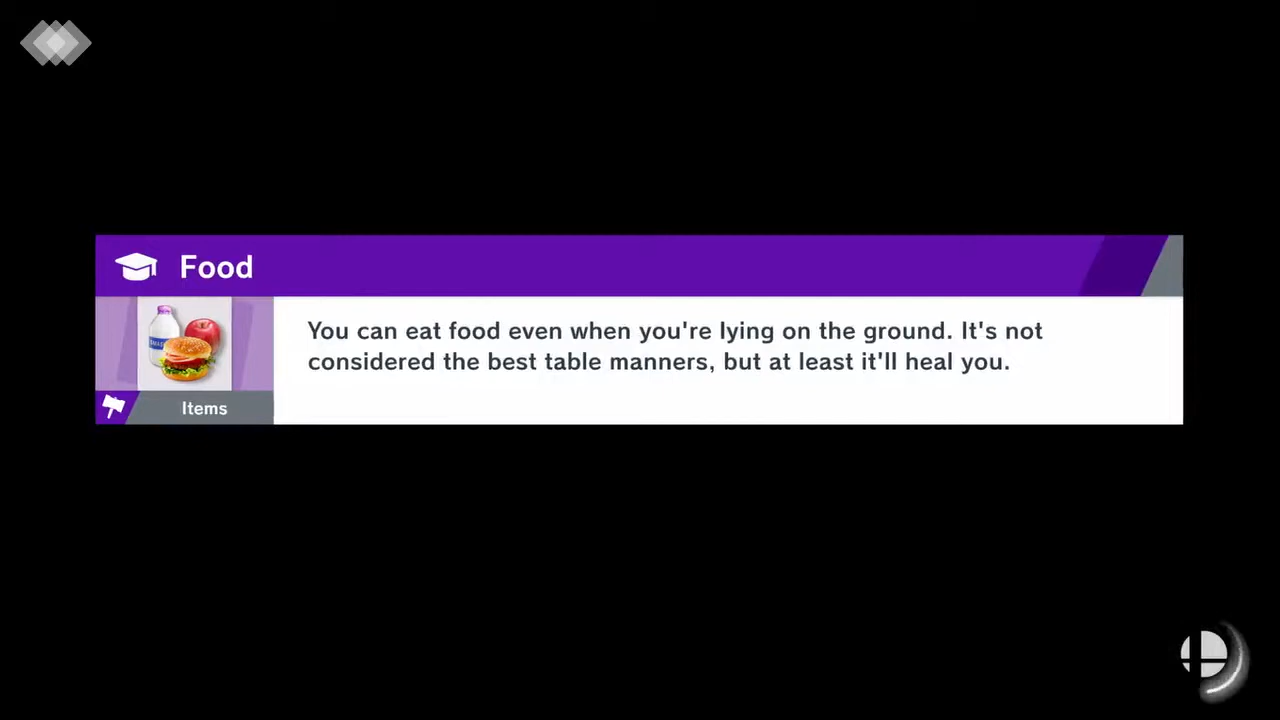 Food
You can eat food even when you're lying on the ground. It's not
considered the best table manners, but at least it'll heal you.
Items